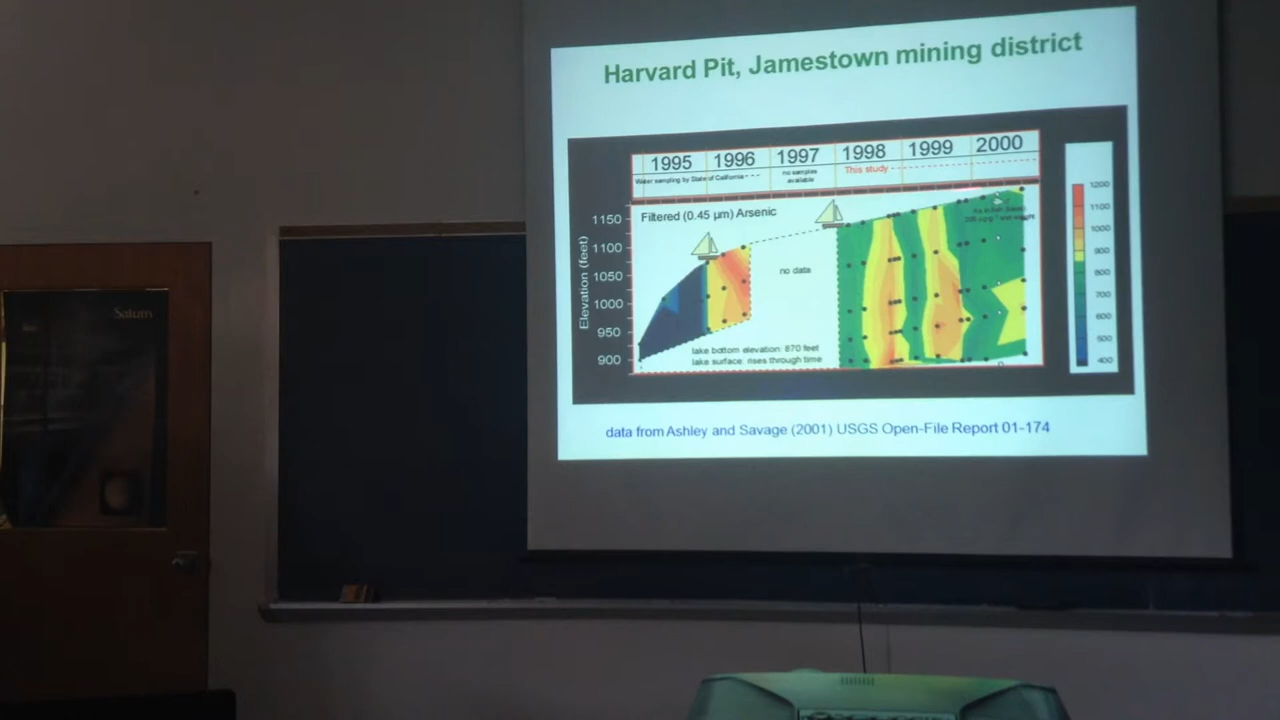 Harvard Pit, Jamestown mining district
1995 1996 1997 1998 1999 2000
Water sampling by State of California
no samples
available
This study
Filtered (0.45 µm) Arsenic
Elevation (feet)
1150
1100
1050
1000
950
900
no data
lake bottom elevation: 870 feet
lake surface: rises through time
1200
1100
1000
900
800
700
600
500
400
data from Ashley and Savage (2001) USGS Open-File Report 01-174